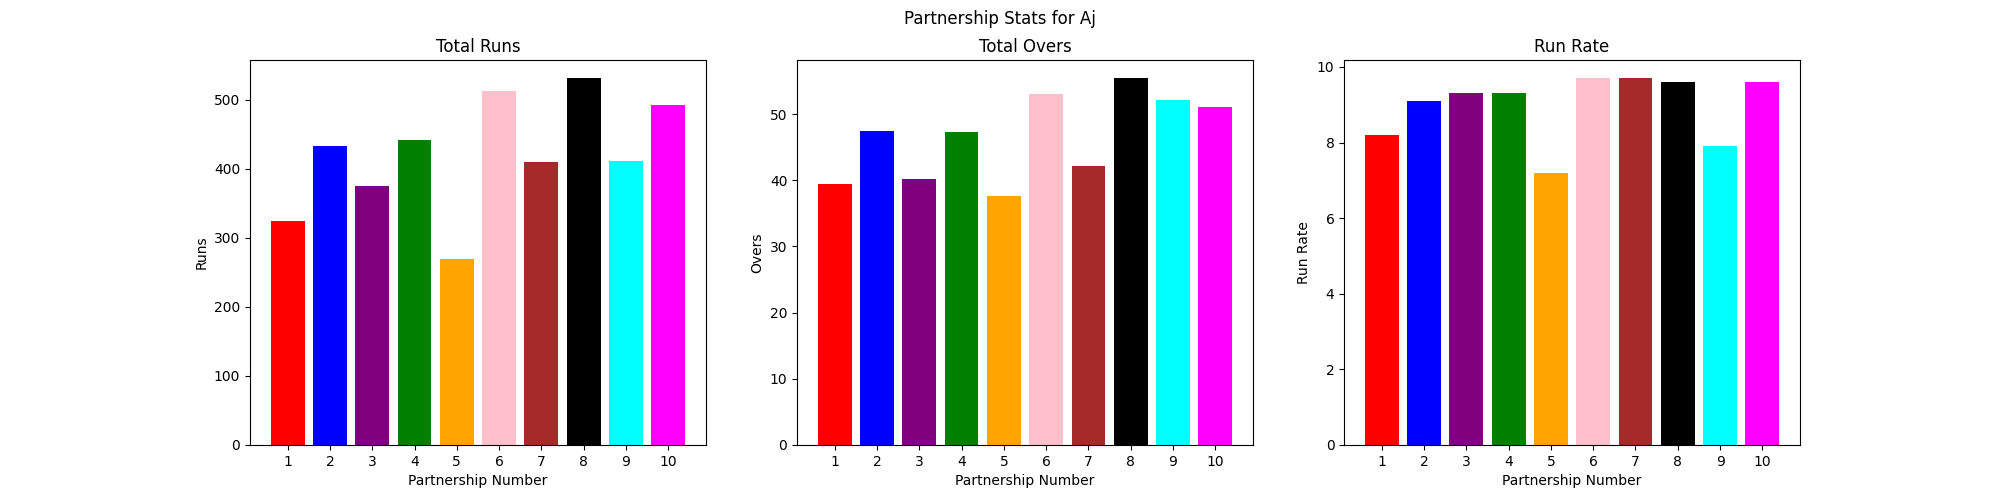 Partnership Stats for Aj
Total Runs
Runs
500
400
300
200
100
0
1 2 3 4 5 6 7 8 9 10
Partnership Number
Total Overs
Overs
50
40
30
20
10
0
1 2 3 4 5 6 7 8 9 10
Partnership Number
Run Rate
Run Rate
10
8
6
4
2
0
1 2 3 4 5 6 7 8 9 10
Partnership Number